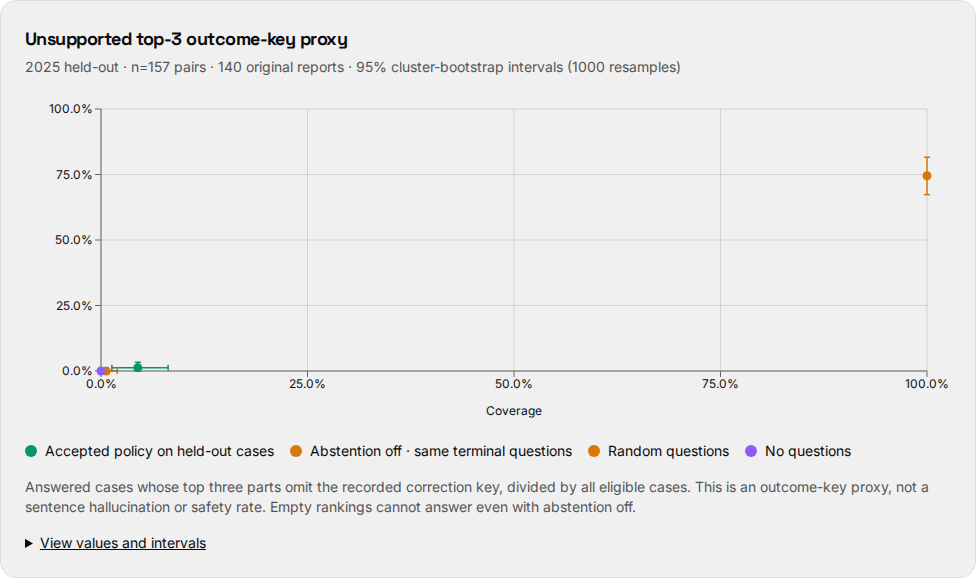 Unsupported top-3 outcome-key proxy
2025 held-out · n=157 pairs · 140 original reports · 95% cluster-bootstrap intervals (1000 resamples)
100.0%
75.0%
50.0%
25.0%
0.0%
0.0% 25.0% 50.0% 75.0% 100.0%
Coverage
Accepted policy on held-out cases Abstention off · same terminal questions Random questions No questions
Answered cases whose top three parts omit the recorded correction key, divided by all eligible cases. This is an outcome-key proxy, not a
sentence hallucination or safety rate. Empty rankings cannot answer even with abstention off.
View values and intervals